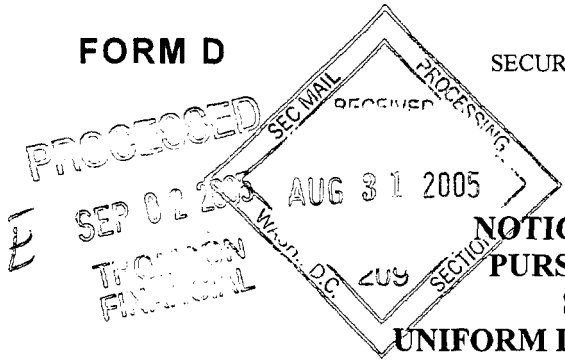 FORM D
SECUR
SEC MAIL PROCESSING
RECEIVED
PROCESSED
SEP 02 2005
AUG 31 2005
THOMSON
FINANCIAL
WASH. D.C.
209
SECTION
NOTIC
PURS
UNIFORM